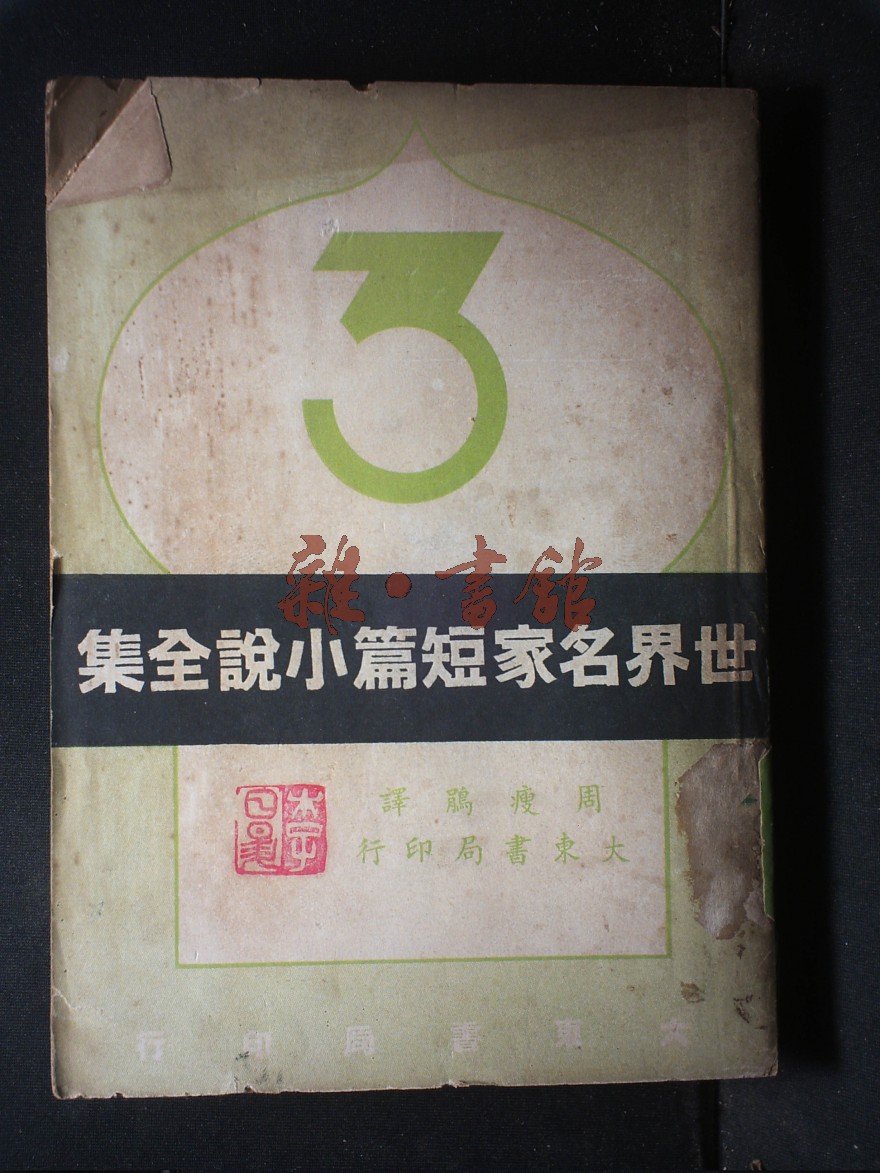 3
雜·書舘
世界名家短篇小說全集
周瘦鵑譯
大東書局印行
大東書局印行